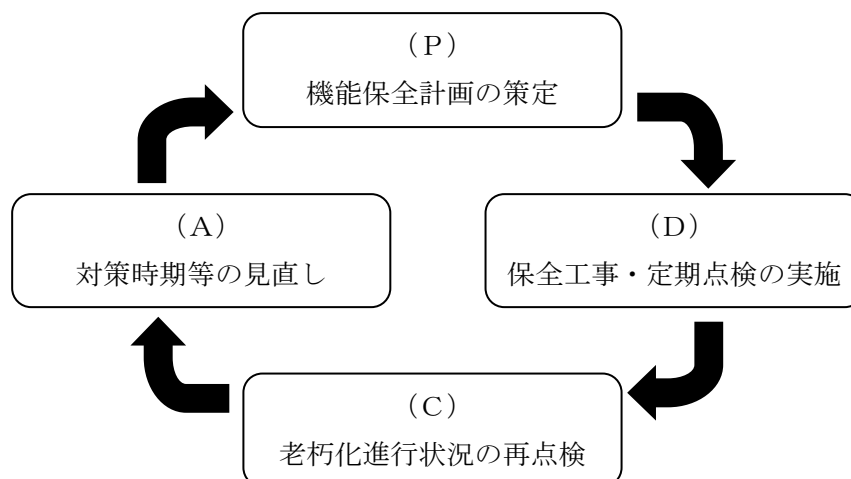 （P）
機能保全計画の策定
（A）
対策時期等の見直し
（D）
保全工事・定期点検の実施
（C）
老朽化進行状況の再点検